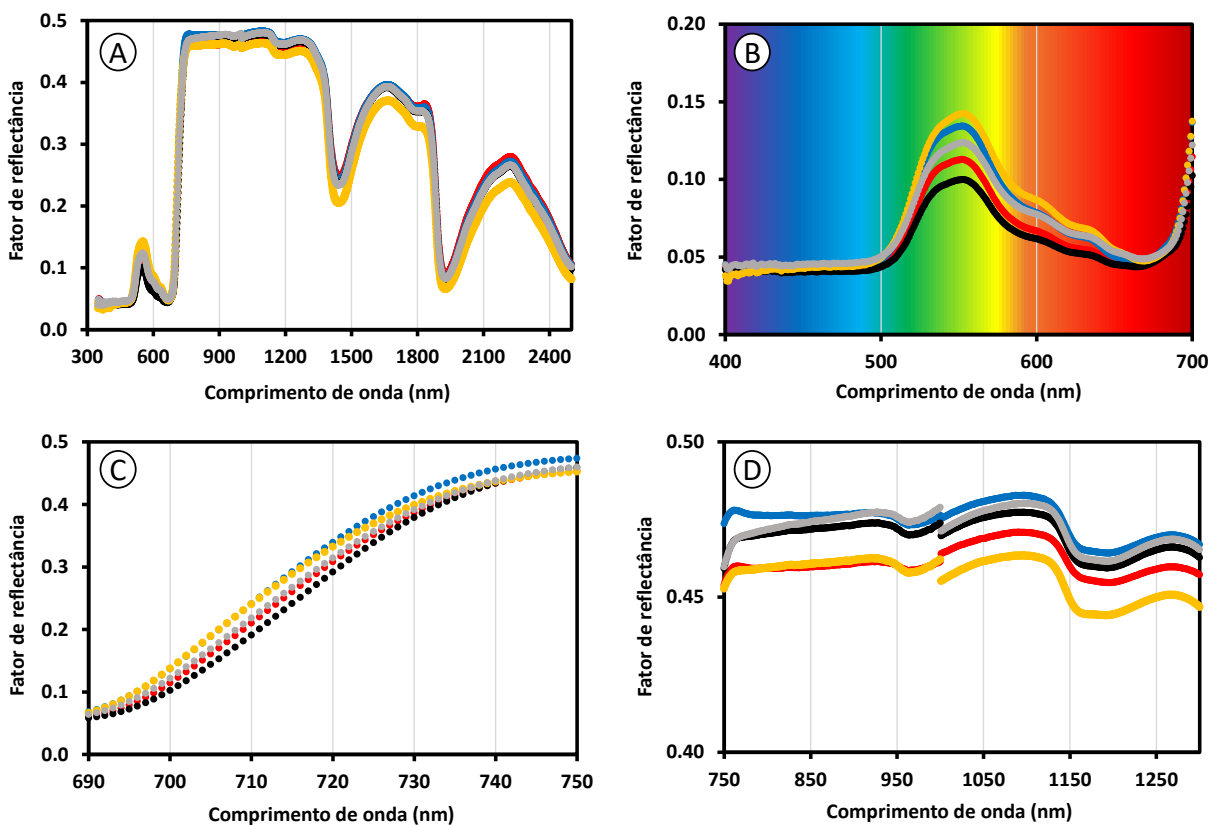 A
Fator de reflectância
0.5
0.4
0.3
0.2
0.1
0.0
300 600 900 1200 1500 1800 2100 2400
Comprimento de onda (nm)
B
Fator de reflectância
0.20
0.15
0.10
0.05
0.00
400 500 600 700
Comprimento de onda (nm)
C
Fator de reflectância
0.5
0.4
0.3
0.2
0.1
0.0
690 700 710 720 730 740 750
Comprimento de onda (nm)
D
Fator de reflectância
0.50
0.45
0.40
750 850 950 1050 1150 1250
Comprimento de onda (nm)